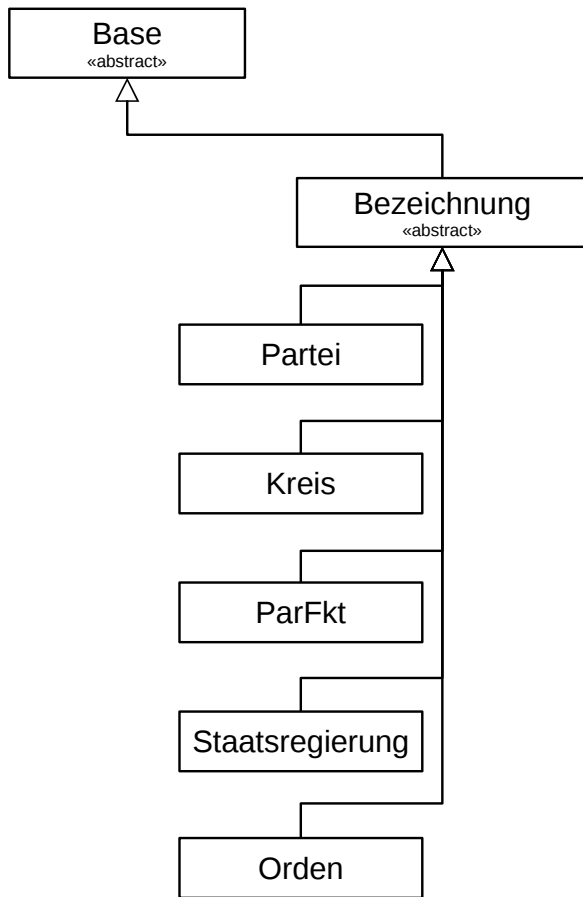 Base
«abstract»
Bezeichnung
«abstract»
Partei
Kreis
ParFkt
Staatsregierung
Orden